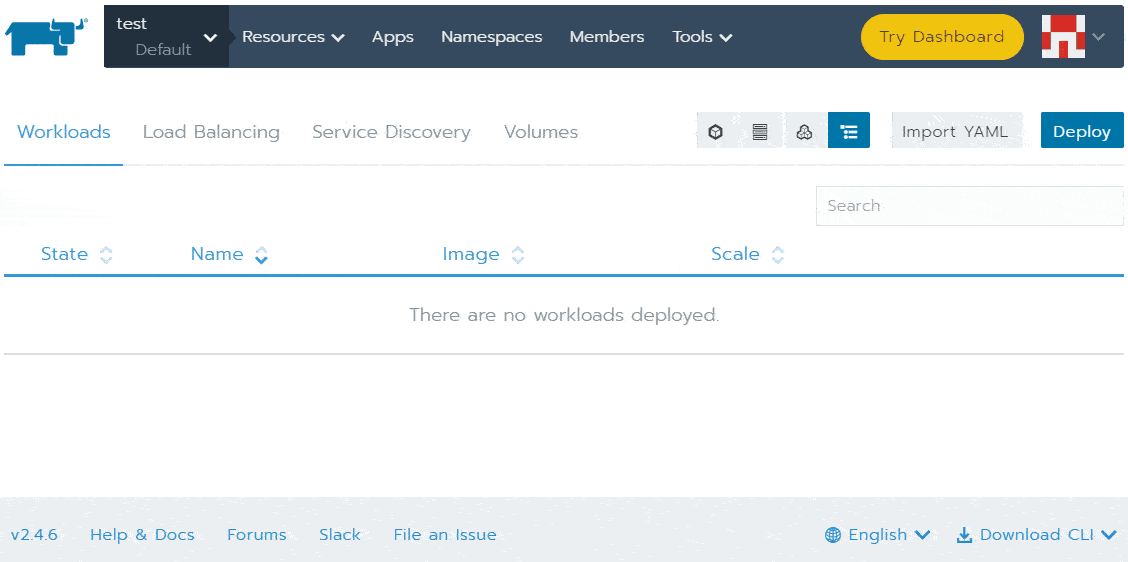 test
Default
Resources Apps Namespaces Members Tools Try Dashboard
Workloads Load Balancing Service Discovery Volumes Import YAML Deploy
Search
State Name Image Scale
There are no workloads deployed.
v2.4.6 Help & Docs Forums Slack File an Issue English Download CLI